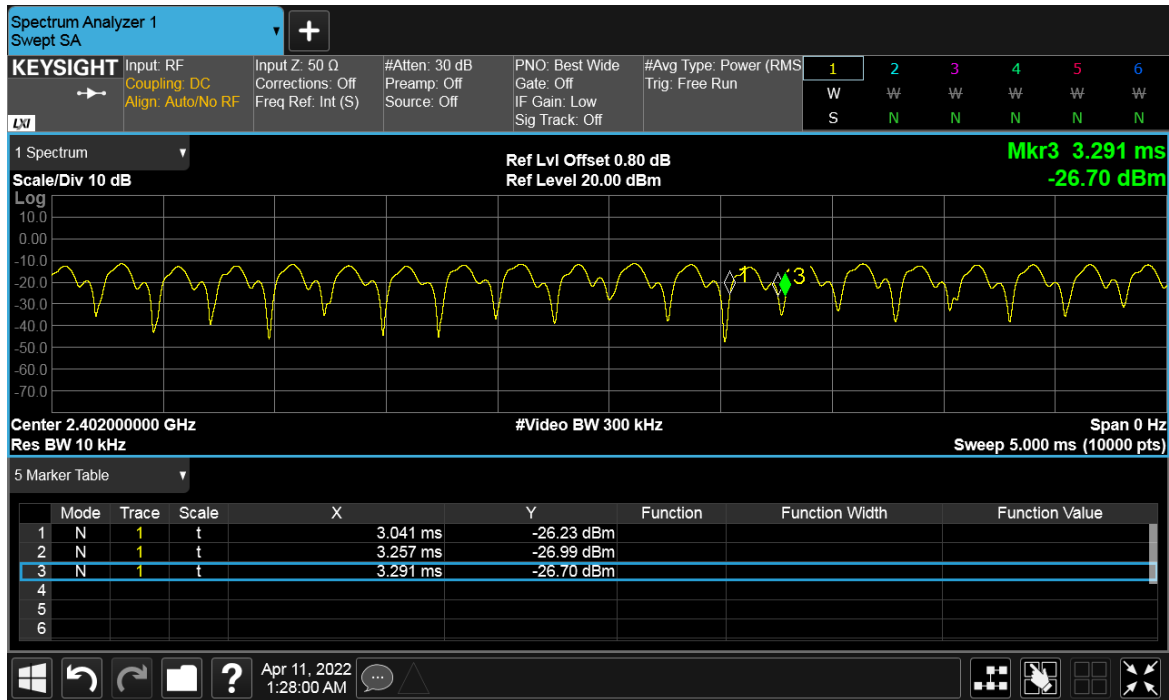 Spectrum Analyzer 1
Swept SA
+
KEYSIGHT
LXI
Input: RF
Coupling: DC
Align: Auto/No RF
Input Z: 50 Ω
Corrections: Off
Freq Ref: Int (S)
#Atten: 30 dB
Preamp: Off
Source: Off
PNO: Best Wide
Gate: Off
IF Gain: Low
Sig Track: Off
#Avg Type: Power (RMS
Trig: Free Run
1 2 3 4 5 6
W W W W W W
S N N N N N
1 Spectrum
Scale/Div 10 dB
Ref Lvl Offset 0.80 dB
Ref Level 20.00 dBm
Mkr3 3.291 ms
-26.70 dBm
Log
10.0
0.00
-10.0
-20.0
-30.0
-40.0
-50.0
-60.0
-70.0
1 3
Center 2.402000000 GHz #Video BW 300 kHz Span 0 Hz
Res BW 10 kHz Sweep 5.000 ms (10000 pts)
5 Marker Table
Mode Trace Scale X Y Function Function Width Function Value
1 N 1 t 3.041 ms -26.23 dBm
2 N 1 t 3.257 ms -26.99 dBm
3 N 1 t 3.291 ms -26.70 dBm
4
5
6
?
Apr 11, 2022
1:28:00 AM